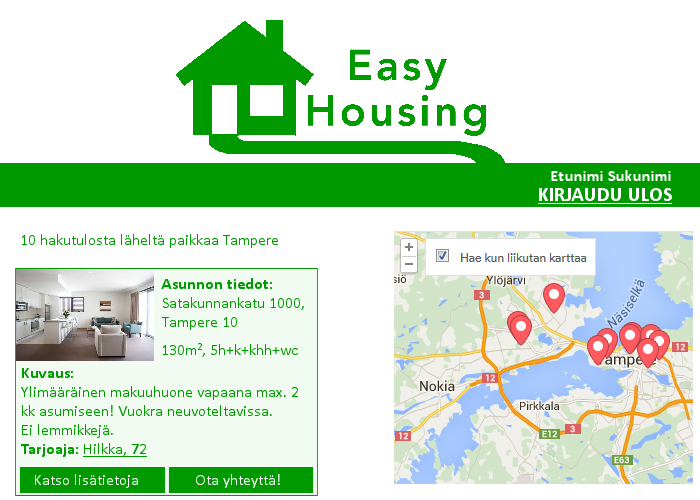 Easy
Housing
Etunimi Sukunimi
KIRJAUDU ULOS
10 hakutulosta läheltä paikkaa Tampere
Asunnon tiedot:
Satakunnankatu 1000,
Tampere 10
130m², 5h+k+khh+wc
Kuvaus:
Ylimääräinen makuuhuone vapaana max. 2
kk asumiseen! Vuokra neuvoteltavissa.
Ei lemmikkejä.
Tarjoaja: Hilkka, 72
Katso lisätietoja
Ota yhteyttä!
+
−
Hae kun liikutan karttaa
siö
Ylöjärvi
3
Näsiselkä
12
Tampere
Nokia
12
Pirkkala
E12
12
E63
3